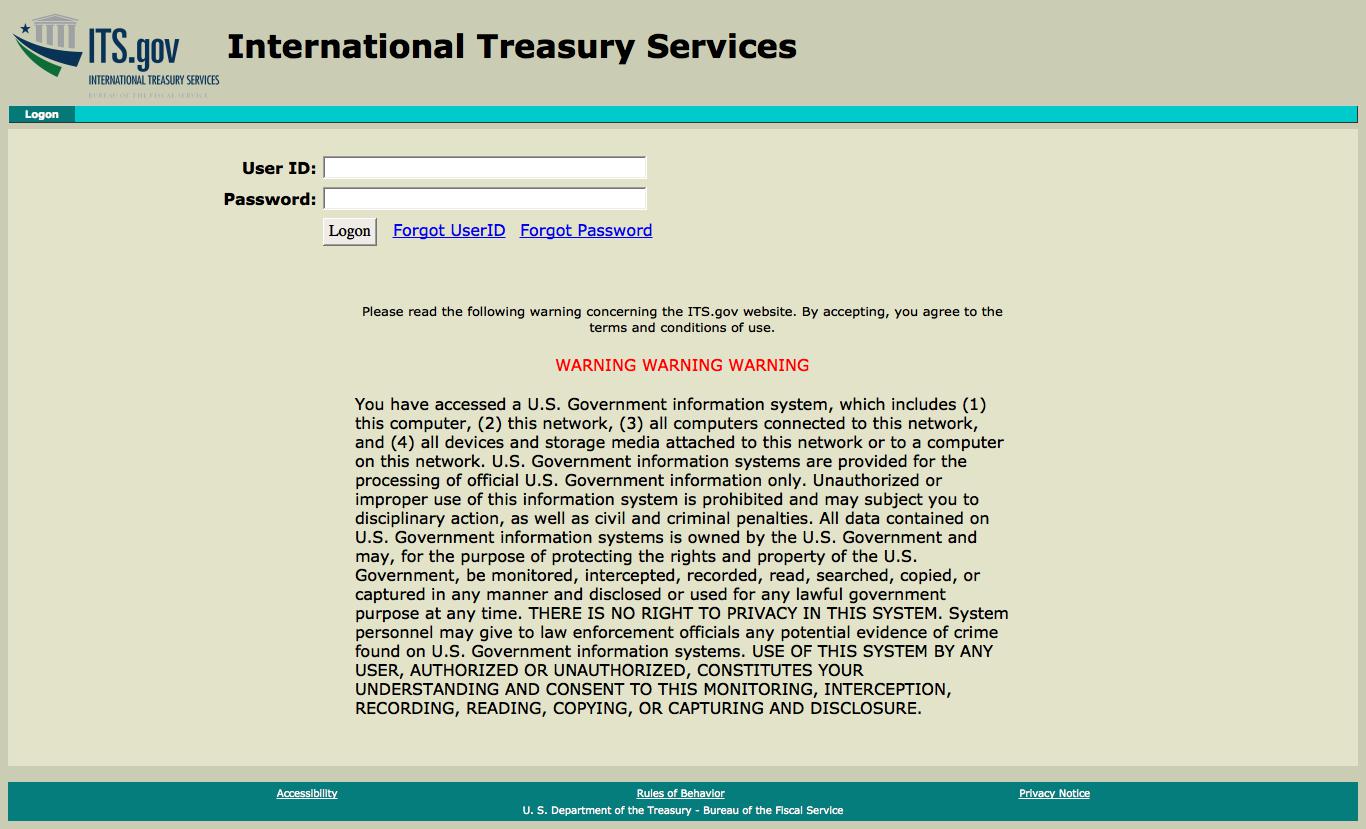 ITS.gov
INTERNATIONAL TREASURY SERVICES
BUREAU OF THE FISCAL SERVICE
International Treasury Services
Logon
User ID:
Password:
Logon Forgot UserID Forgot Password
Please read the following warning concerning the ITS.gov website. By accepting, you agree to the
terms and conditions of use.
WARNING WARNING WARNING
You have accessed a U.S. Government information system, which includes (1)
this computer, (2) this network, (3) all computers connected to this network,
and (4) all devices and storage media attached to this network or to a computer
on this network. U.S. Government information systems are provided for the
processing of official U.S. Government information only. Unauthorized or
improper use of this information system is prohibited and may subject you to
disciplinary action, as well as civil and criminal penalties. All data contained on
U.S. Government information systems is owned by the U.S. Government and
may, for the purpose of protecting the rights and property of the U.S.
Government, be monitored, intercepted, recorded, read, searched, copied, or
captured in any manner and disclosed or used for any lawful government
purpose at any time. THERE IS NO RIGHT TO PRIVACY IN THIS SYSTEM. System
personnel may give to law enforcement officials any potential evidence of crime
found on U.S. Government information systems. USE OF THIS SYSTEM BY ANY
USER, AUTHORIZED OR UNAUTHORIZED, CONSTITUTES YOUR
UNDERSTANDING AND CONSENT TO THIS MONITORING, INTERCEPTION,
RECORDING, READING, COPYING, OR CAPTURING AND DISCLOSURE.
Accessibility Rules of Behavior Privacy Notice
U. S. Department of the Treasury - Bureau of the Fiscal Service